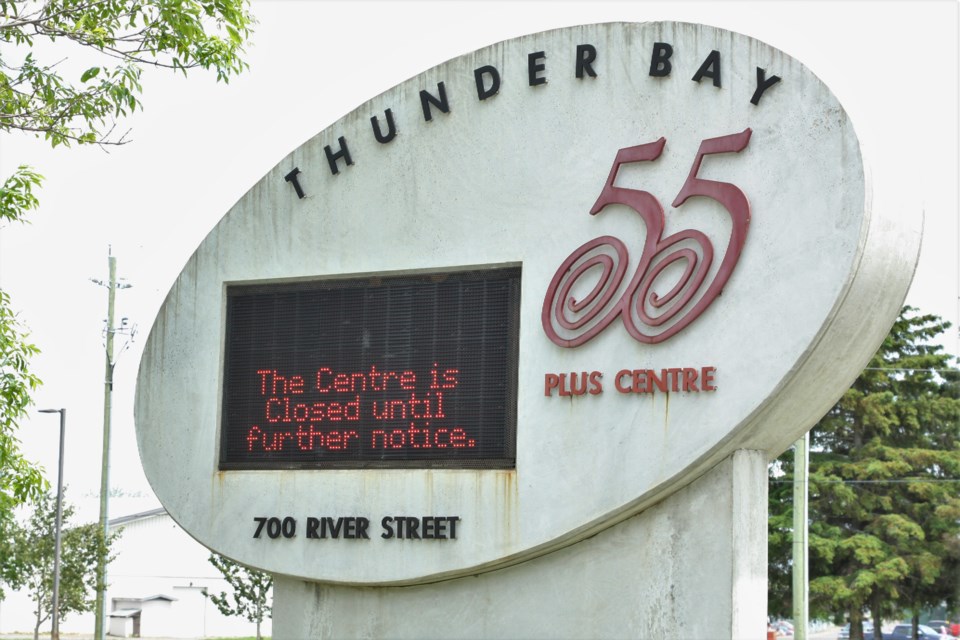 THUNDER BAY
55
PLUS CENTRE
The Centre is
Closed until
further notice.
700 RIVER STREET